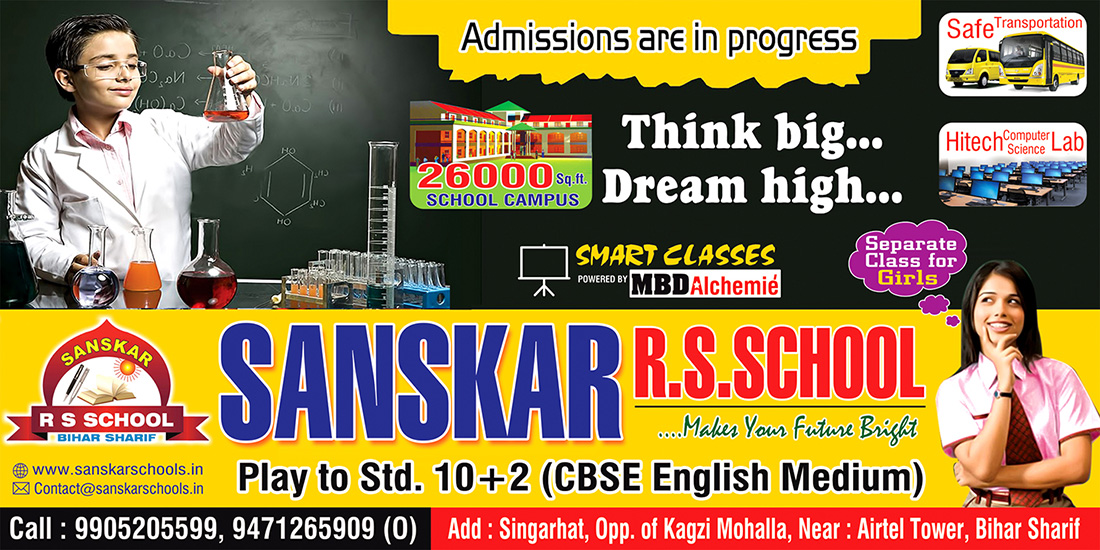 Admissions are in progress
Safe Transportation
26000 Sq.ft.
SCHOOL CAMPUS
Think big...
Dream high...
Hitech Computer Science Lab
SMART CLASSES
POWERED BY MBD Alchemié
Separate
Class for
Girls
SANSKAR
R S SCHOOL
BIHAR SHARIF
SANSKAR R.S.SCHOOL
....Makes Your Future Bright
www.sanskarschools.in
Contact@sanskarschools.in
Play to Std. 10+2 (CBSE English Medium)
Call : 9905205599, 9471265909 (O)
Add : Singarhat, Opp. of Kagzi Mohalla, Near : Airtel Tower, Bihar Sharif